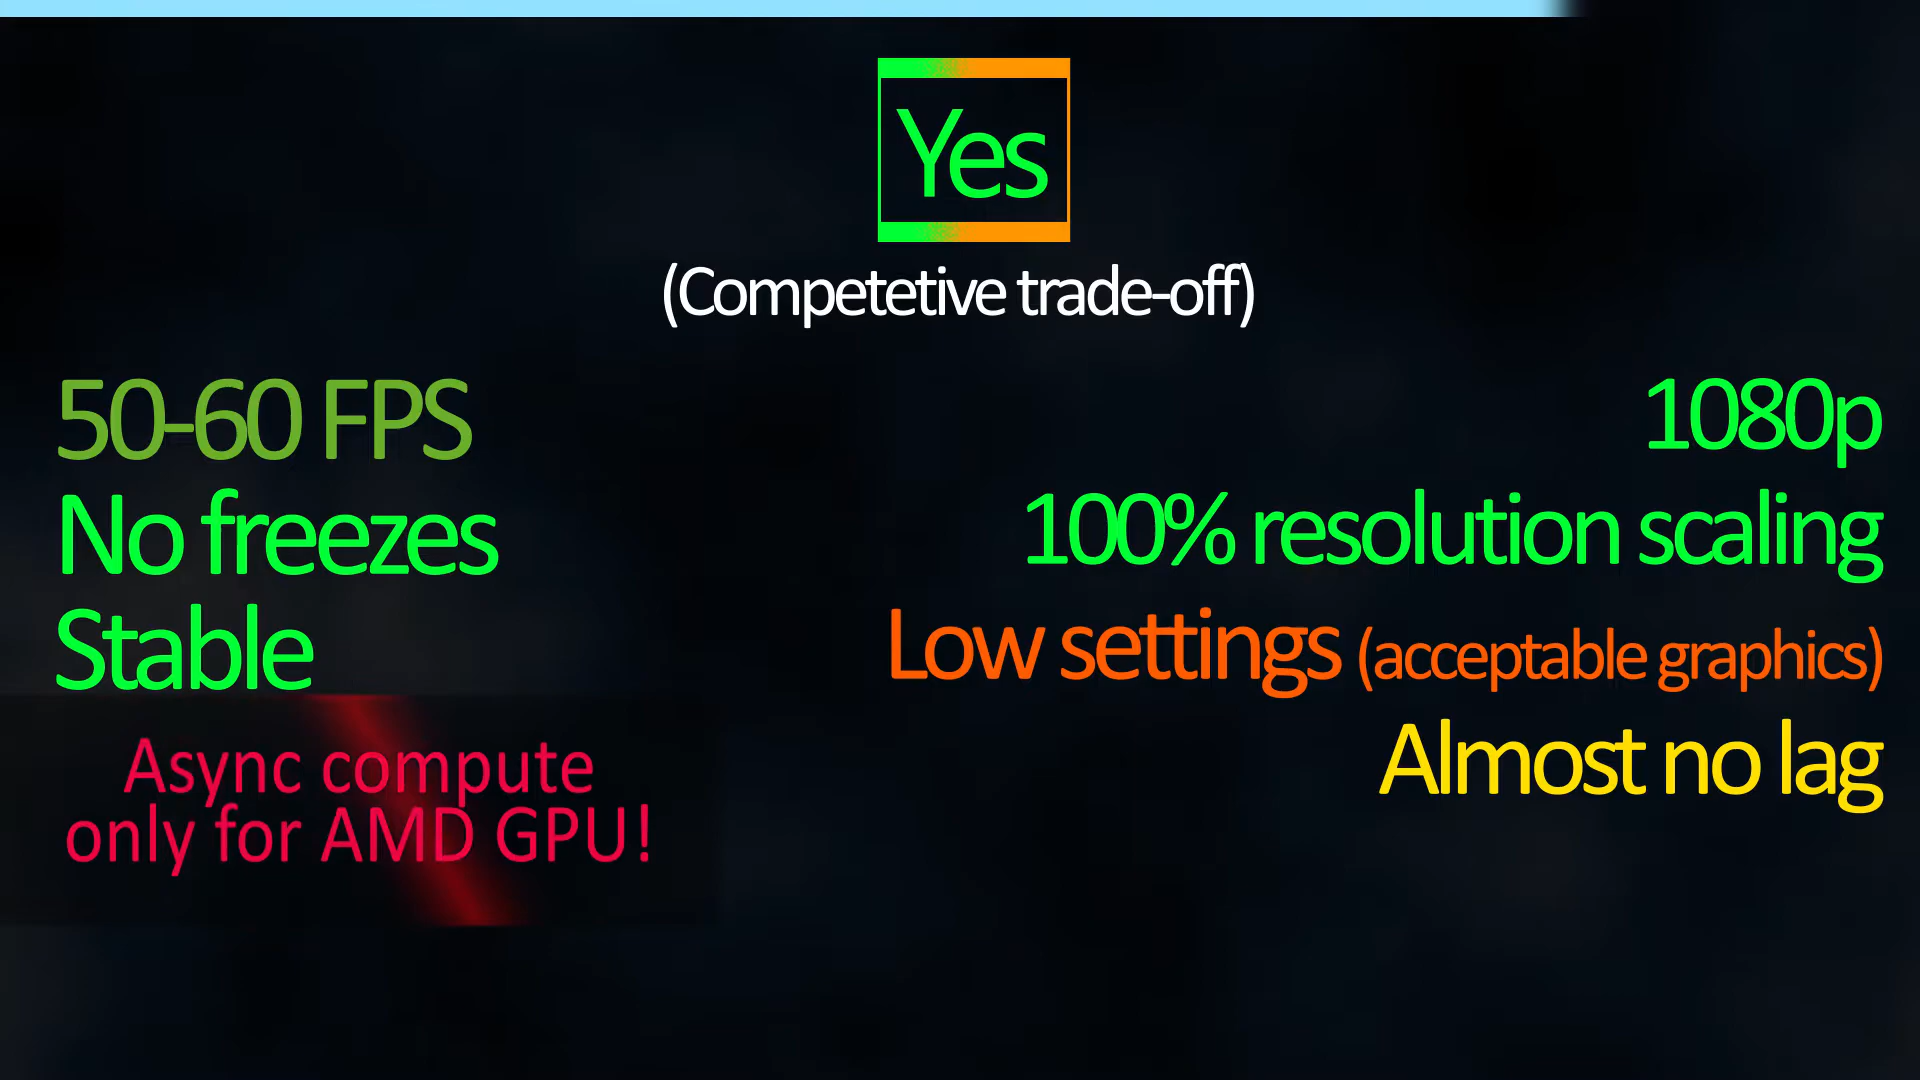 Yes
(Competetive trade-off)
50-60 FPS
No freezes
Stable
Async compute
only for AMD GPU!
1080p
100% resolution scaling
Low settings (acceptable graphics)
Almost no lag